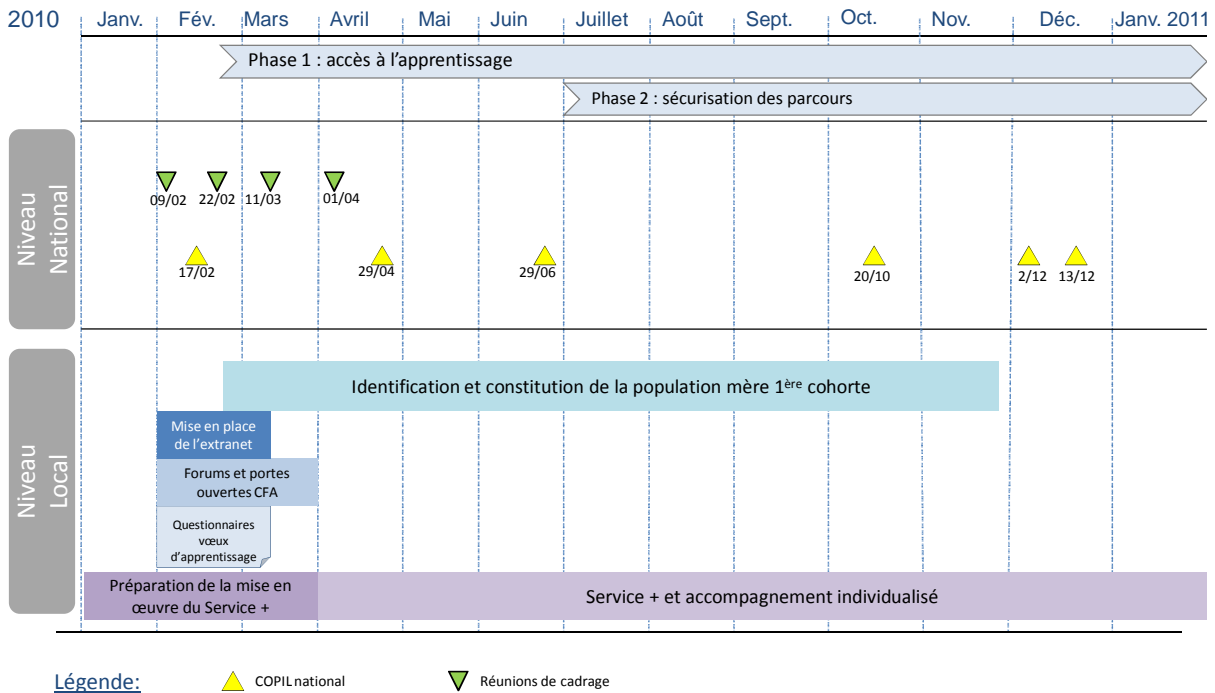 2010 Janv. Fév. Mars Avril Mai Juin Juillet Août Sept. Oct. Nov. Déc. Janv. 2011
Phase 1 : accès à l'apprentissage
Phase 2 : sécurisation des parcours
Niveau
National
09/02 22/02 11/03 01/04
17/02 29/04 29/06 20/10 2/12 13/12
Niveau
Local
Identification et constitution de la population mère 1ère cohorte
Mise en place
de l'extranet
Forums et portes
ouvertes CFA
Questionnaires
vœux
d'apprentissage
Préparation de la mise en
œuvre du Service +
Service + et accompagnement individualisé
Légende: COPIL national Réunions de cadrage